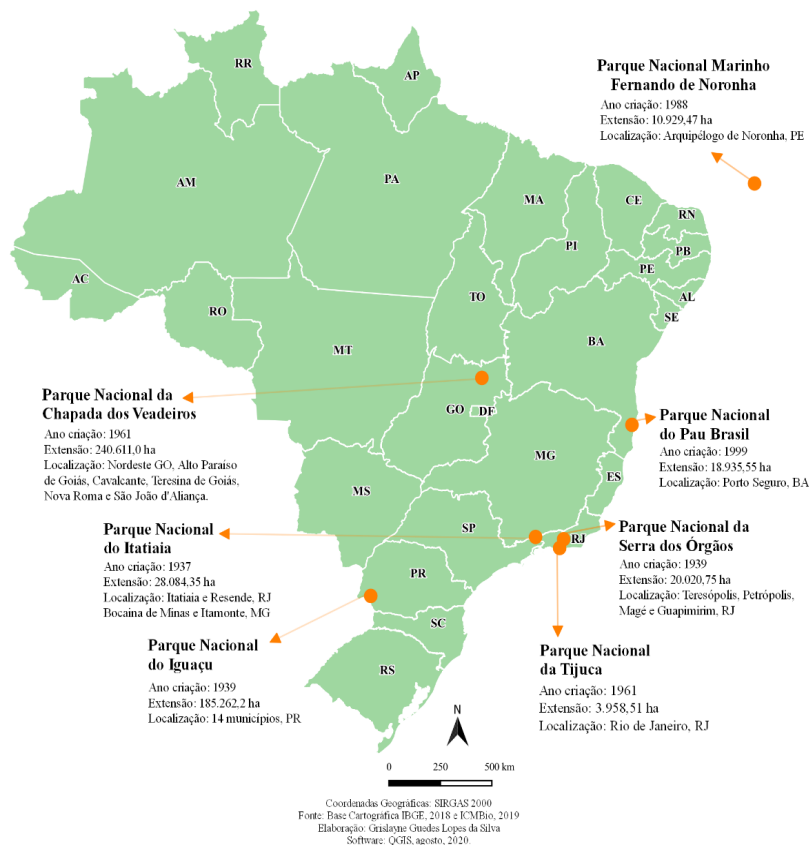 RR
AP
Parque Nacional Marinho
Fernando de Noronha
Ano criação: 1988
Extensão: 10.929,47 ha
Localização: Arquipélogo de Noronha, PE
AM
PA
MA
CE
RN
PI
PB
PE
AC
AL
TO
SE
RO
BA
MT
Parque Nacional da
Chapada dos Veadeiros
Ano criação: 1961
Extensão: 240.611,0 ha
Localização: Nordeste GO, Alto Paraíso
de Goiás, Cavalcante, Teresina de Goiás,
Nova Roma e São João d'Aliança.
GO
DF
Parque Nacional
do Pau Brasil
Ano criação: 1999
Extensão: 18.935,55 ha
Localização: Porto Seguro, BA
MG
ES
MS
SP
RJ
Parque Nacional
do Itatiaia
Ano criação: 1937
Extensão: 28.084,35 ha
Localização: Itatiaia e Resende, RJ
Bocaina de Minas e Itamonte, MG
Parque Nacional da
Serra dos Órgãos
Ano criação: 1939
Extensão: 20.020,75 ha
Localização: Teresópolis, Petrópolis,
Magé e Guapimirim, RJ
PR
SC
RS
Parque Nacional
do Iguaçu
Ano criação: 1939
Extensão: 185.262,2 ha
Localização: 14 municípios, PR
Parque Nacional
da Tijuca
Ano criação: 1961
Extensão: 3.958,51 ha
Localização: Rio de Janeiro, RJ
N
0 250 500 km
Coordenadas Geográficas: SIRGAS 2000
Fonte: Base Cartográfica IBGE, 2018 e ICMBio, 2019
Elaboração: Grislayne Guedes Lopes da Silva
Software: QGIS, agosto, 2020.